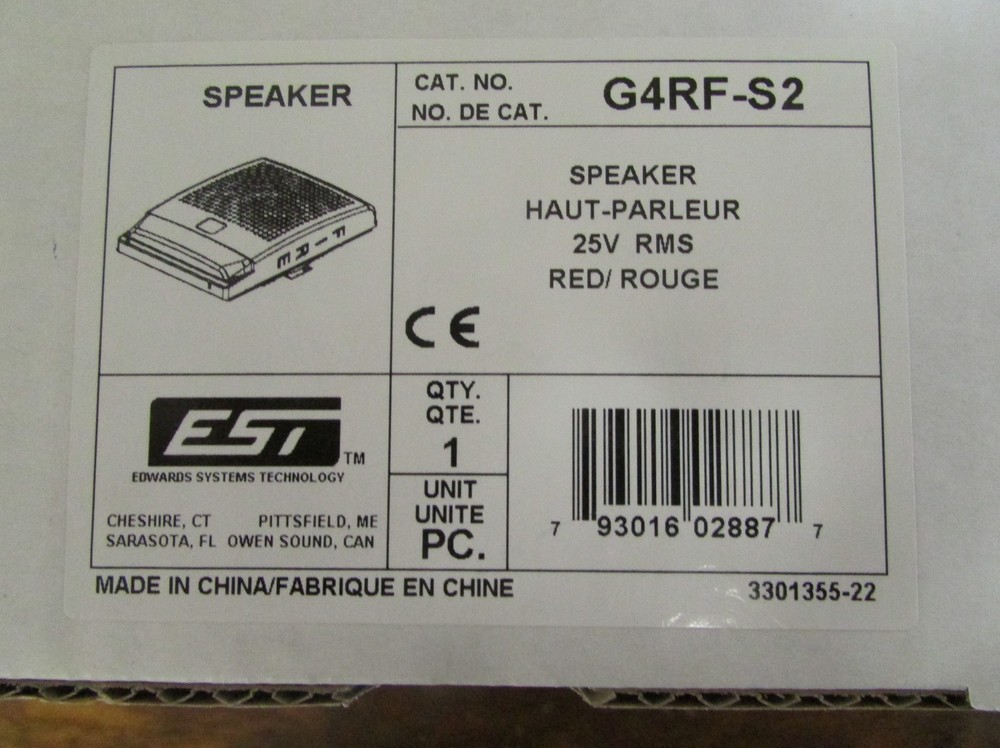 SPEAKER
FIRE
CAT. NO.
NO. DE CAT.
G4RF-S2
SPEAKER
HAUT-PARLEUR
25V RMS
RED/ ROUGE
CE
EST
TM
EDWARDS SYSTEMS TECHNOLOGY
CHESHIRE, CT PITTSFIELD, ME
SARASOTA, FL OWEN SOUND, CAN
QTY.
QTE.
1
UNIT
UNITE
PC.
7 93016 02887 7
MADE IN CHINA/FABRIQUE EN CHINE
3301355-22